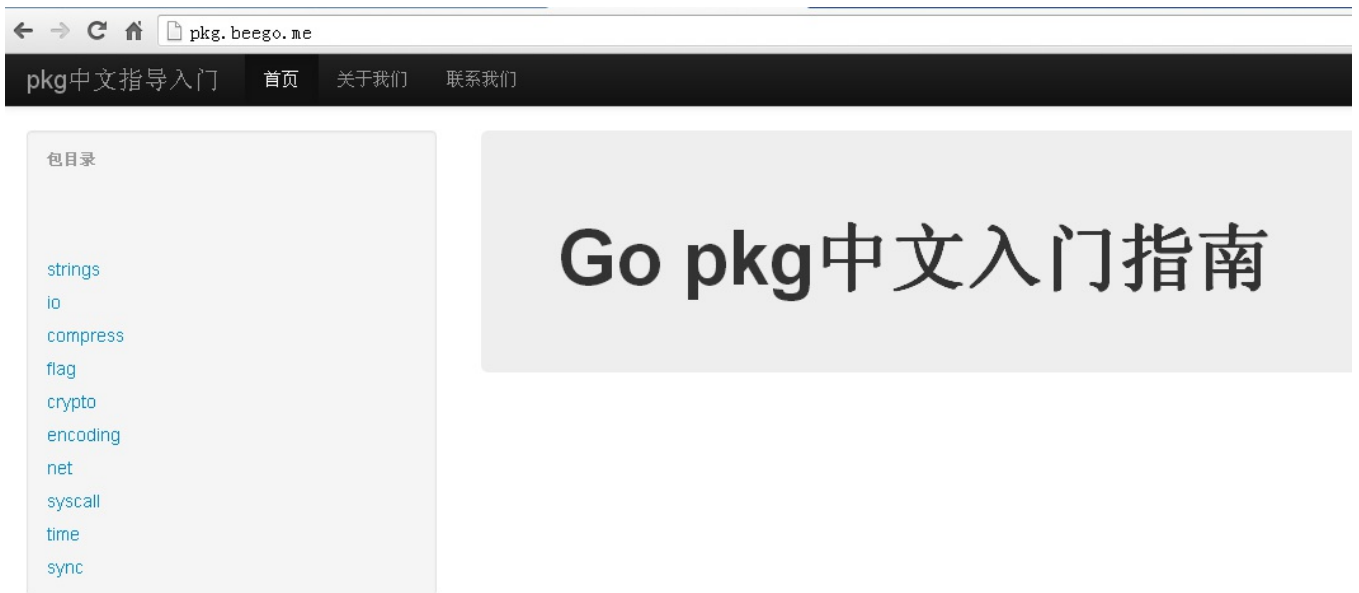 pkg.beego.me
pkg中文指导入门 首页 关于我们 联系我们
包目录
strings
io
compress
flag
crypto
encoding
net
syscall
time
sync
Go pkg中文入门指南